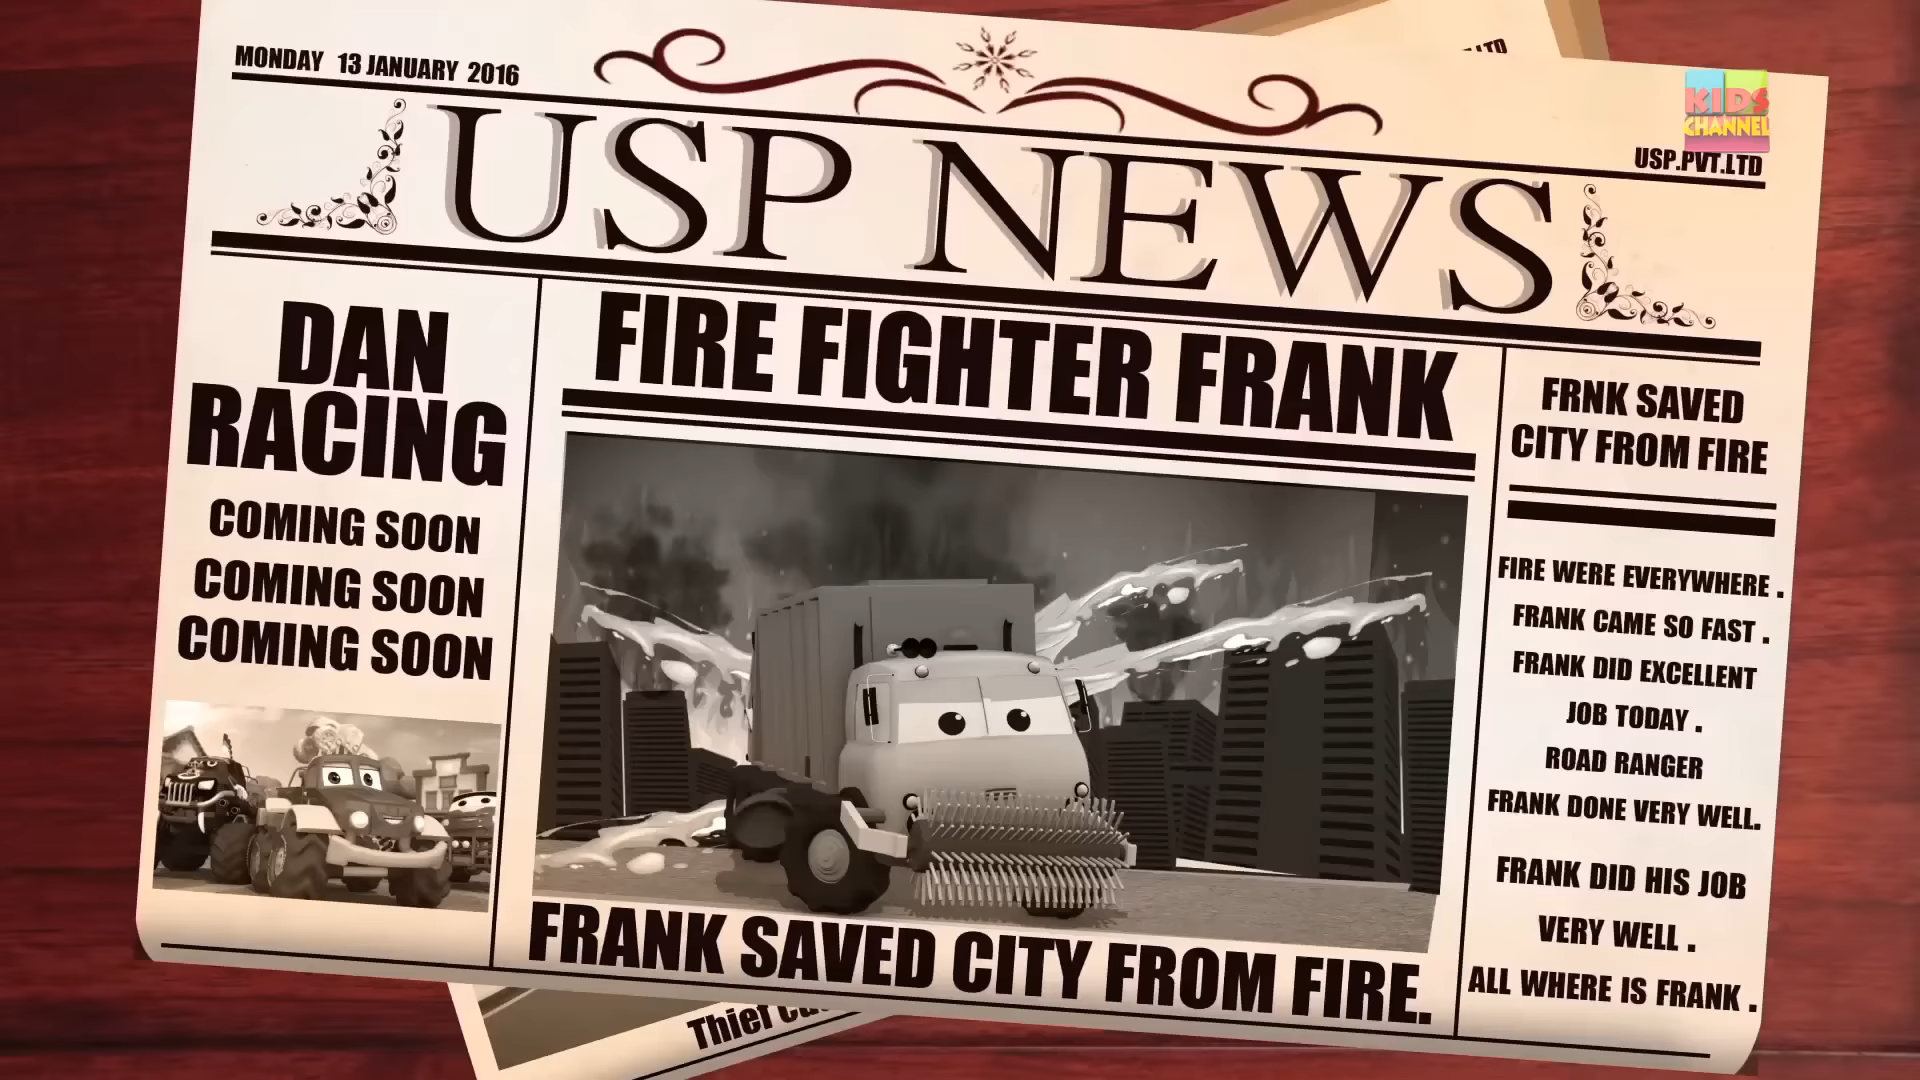 MONDAY 13 JANUARY 2016
LTD
KIDS
CHANNEL
USP.PVT.LTD
USP NEWS
DAN
RACING
COMING SOON
COMING SOON
COMING SOON
FIRE FIGHTER FRANK
FRANK SAVED CITY FROM FIRE.
FRNK SAVED
CITY FROM FIRE
FIRE WERE EVERYWHERE .
FRANK CAME SO FAST .
FRANK DID EXCELLENT
JOB TODAY .
ROAD RANGER
FRANK DONE VERY WELL.
FRANK DID HIS JOB
VERY WELL .
ALL WHERE IS FRANK .
Thief